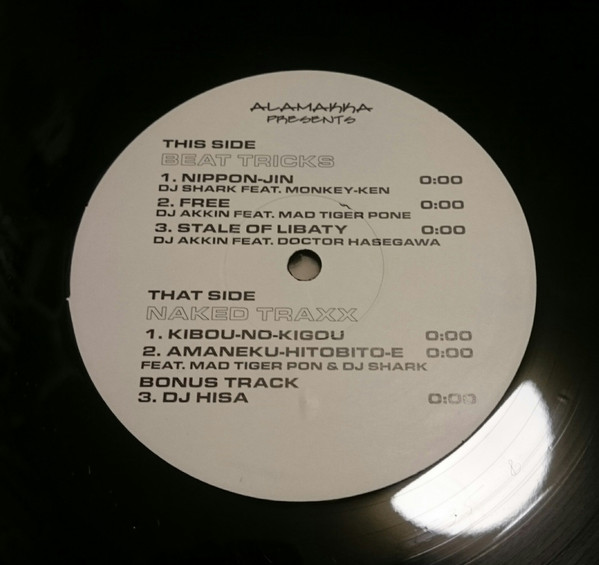 ALAMAKKA
PRESENTS
THIS SIDE
BEAT TRICKS
1. NIPPON-JIN 0:00
DJ SHARK FEAT. MONKEY-KEN
2. FREE 0:00
DJ AKKIN FEAT. MAD TIGER PONE
3. STALE OF LIBATY 0:00
DJ AKKIN FEAT. DOCTOR HASEGAWA
THAT SIDE
NAKED TRAXX
1. KIBOU-NO-KIGOU 0:00
2. AMANEKU-HITOBITO-E 0:00
FEAT. MAD TIGER PON & DJ SHARK
BONUS TRACK
3. DJ HISA 0:00